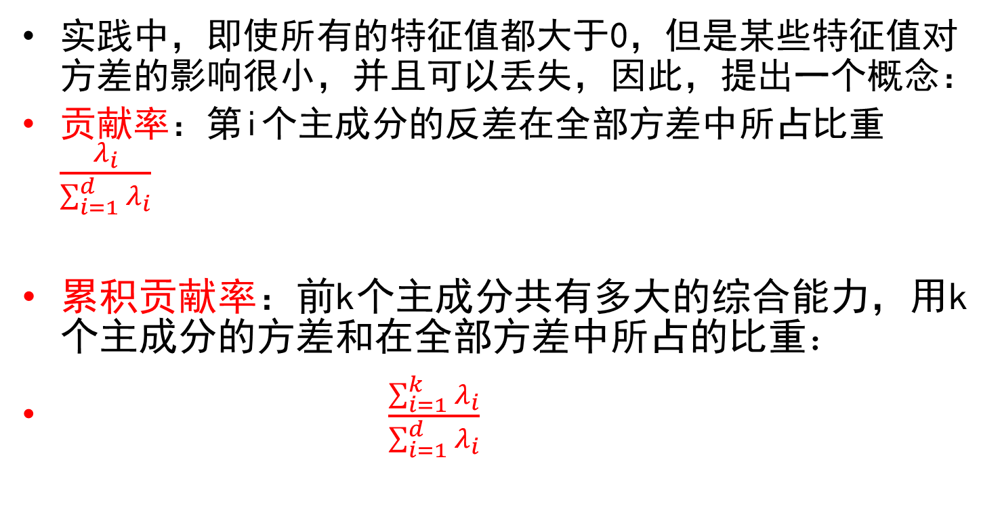 • 实践中，即使所有的特征值都大于0，但是某些特征值对
方差的影响很小，并且可以丢失，因此，提出一个概念：
• 贡献率：第i个主成分的反差在全部方差中所占比重
\frac{\lambda_i}{\sum_{i=1}^{d} \lambda_i}
• 累积贡献率：前k个主成分共有多大的综合能力，用k
个主成分的方差和在全部方差中所占的比重：
• \frac{\sum_{i=1}^{k} \lambda_i}{\sum_{i=1}^{d} \lambda_i}